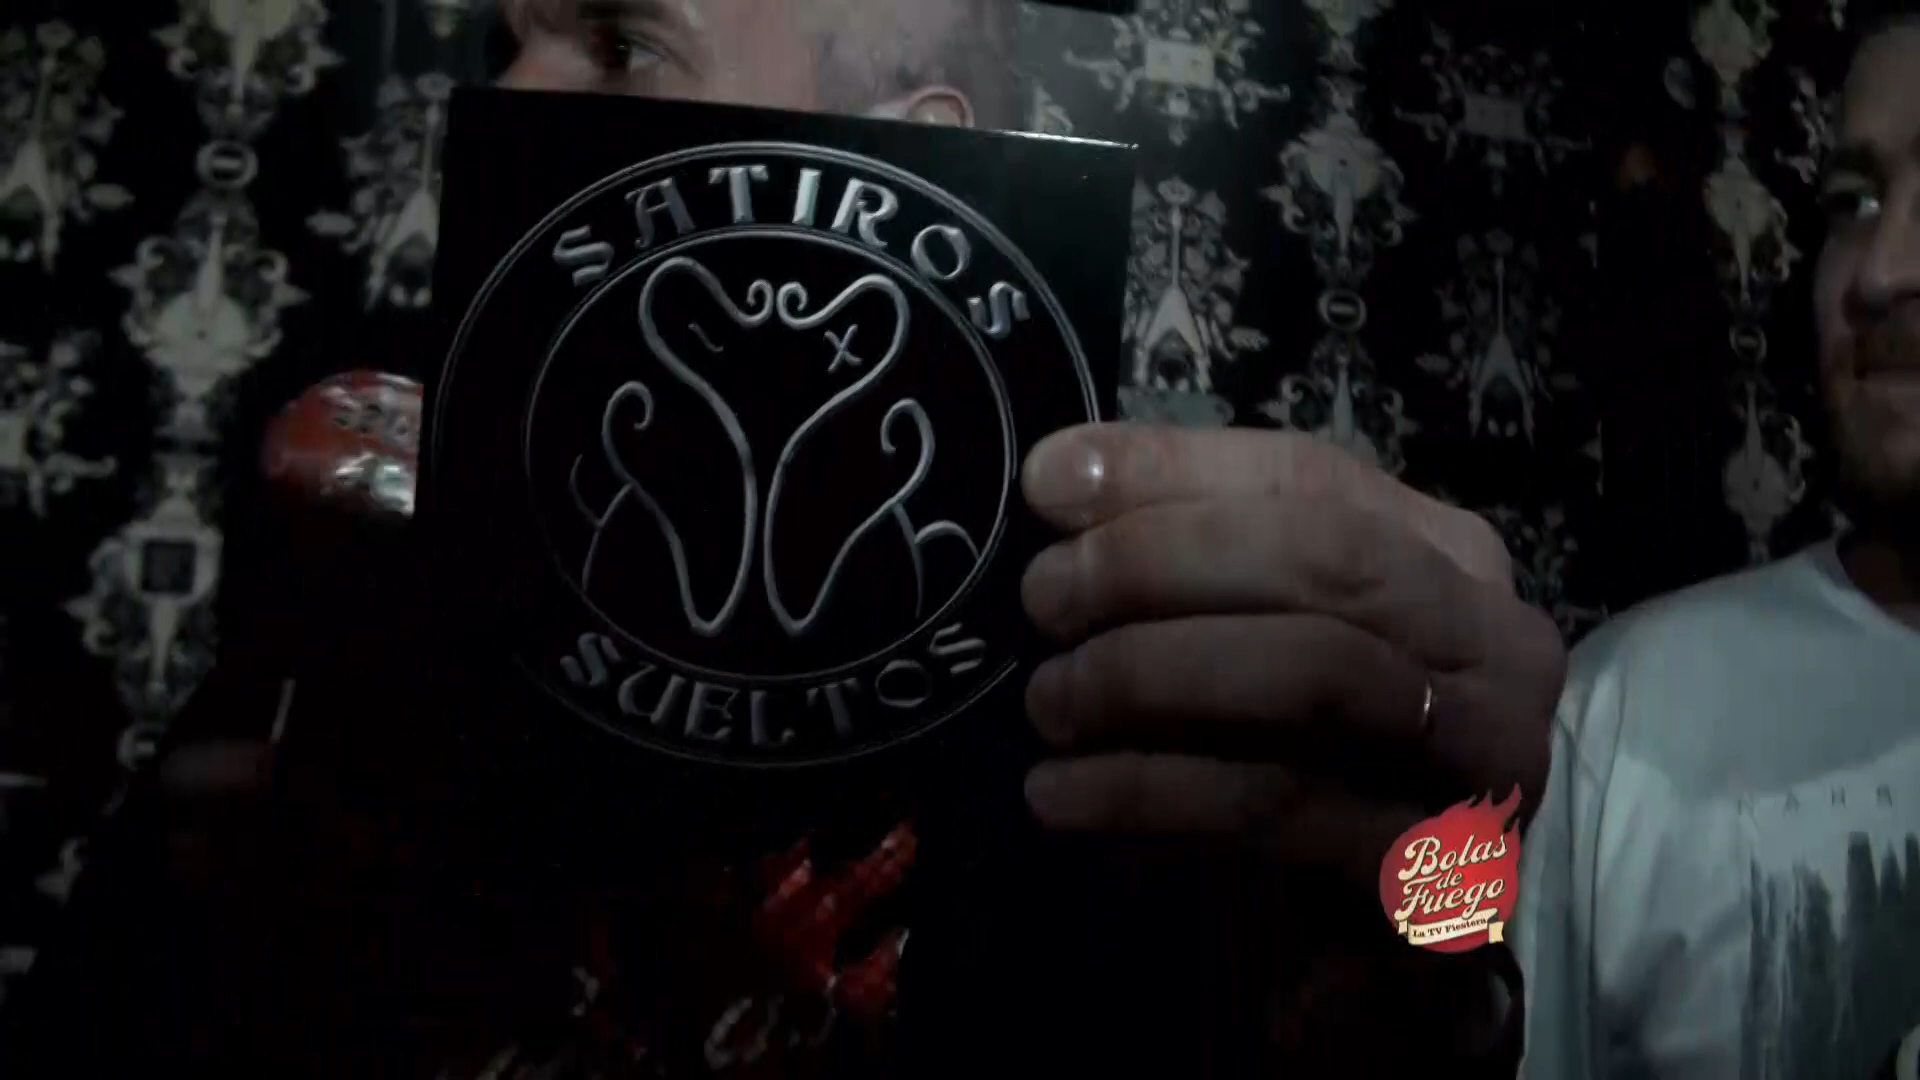 SATIROS
I X
SUELTOS
Bolas
de
Fuego
La TV Fiestera